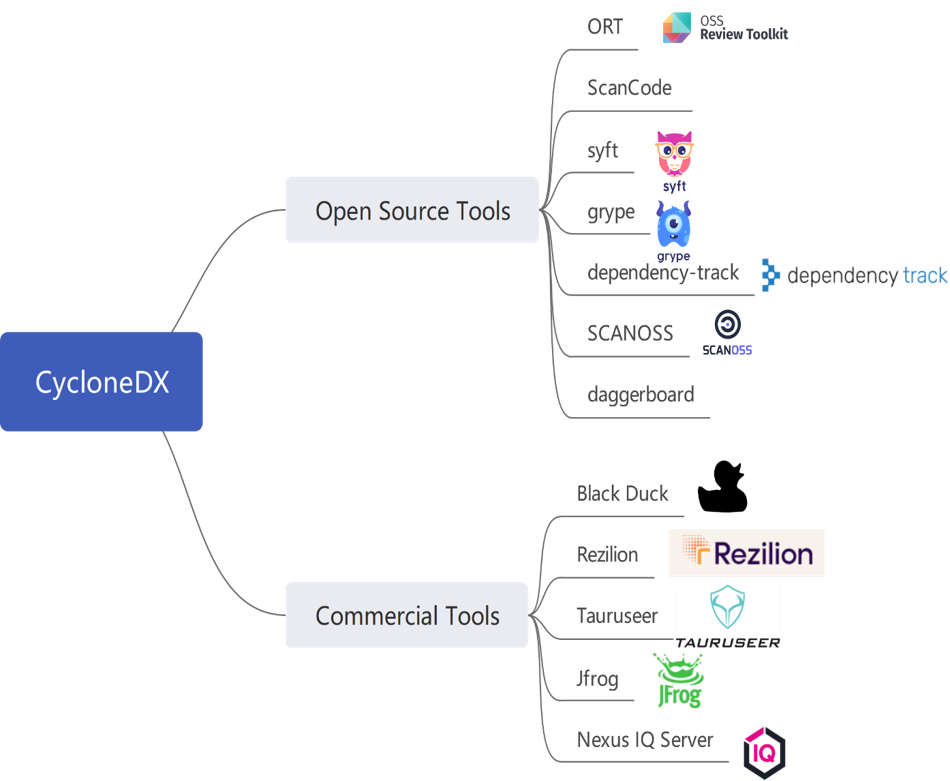 ORT
OSS
Review Toolkit
ScanCode
syft
syft
grype
grype
dependency-track
dependency track
SCANOSS
SCANOSS
daggerboard
Open Source Tools
CycloneDX
Black Duck
Rezilion
Rezilion
Tauruseer
TAURUSEER
Jfrog
JFrog
Commercial Tools
Nexus IQ Server
IQ